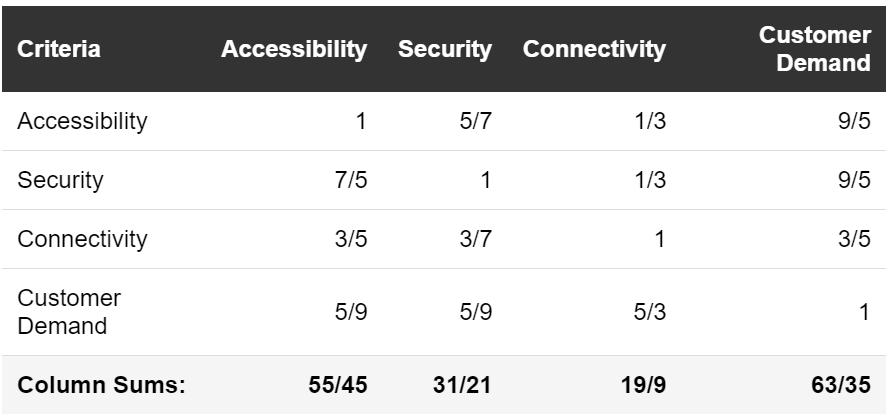 Criteria Accessibility Security Connectivity Customer Demand
Accessibility 1 5/7 1/3 9/5
Security 7/5 1 1/3 9/5
Connectivity 3/5 3/7 1 3/5
Customer Demand 5/9 5/9 5/3 1
Column Sums: 55/45 31/21 19/9 63/35